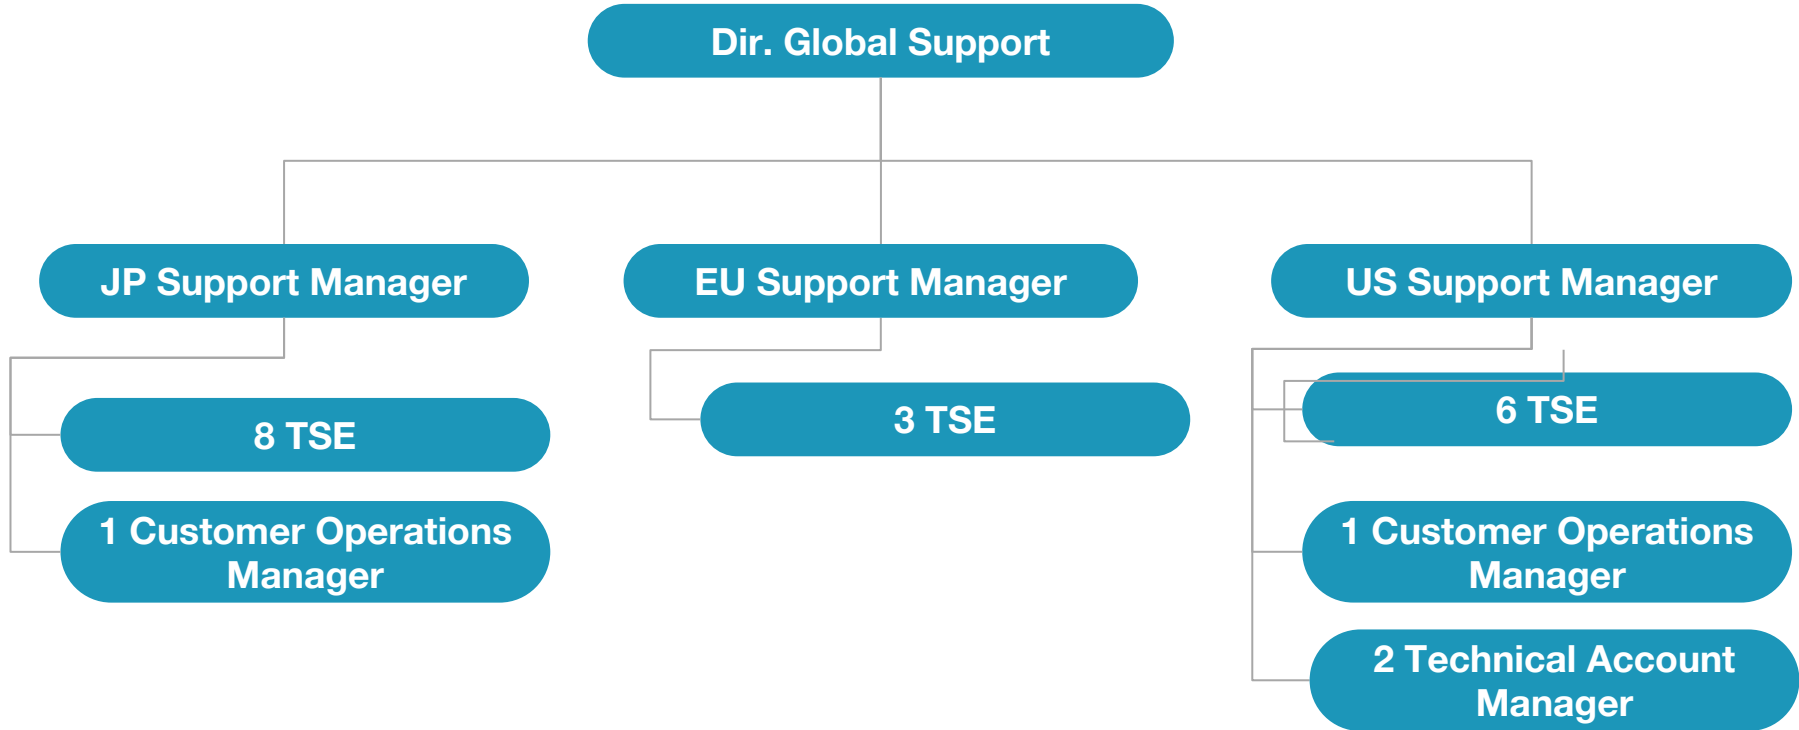 Dir. Global Support
JP Support Manager
EU Support Manager
US Support Manager
8 TSE
3 TSE
6 TSE
1 Customer Operations
Manager
1 Customer Operations
Manager
2 Technical Account
Manager